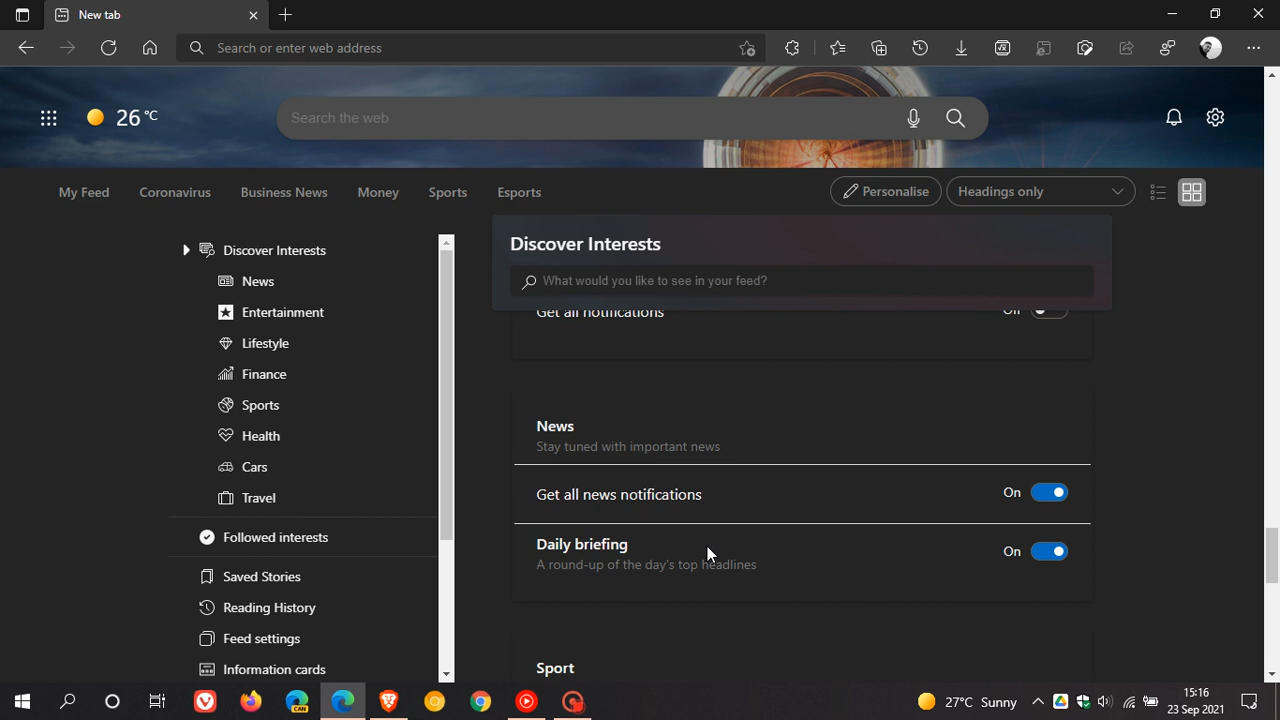 New tab
Search or enter web address
26 °C
Search the web
My Feed
Coronavirus
Business News
Money
Sports
Esports
Personalise
Headings only
Discover Interests
News
Entertainment
Lifestyle
Finance
Sports
Health
Cars
Travel
Followed interests
Saved Stories
Reading History
Feed settings
Information cards
Discover Interests
What would you like to see in your feed?
Get all notifications
Off
News
Stay tuned with important news
Get all news notifications
On
Daily briefing
On
A round-up of the day's top headlines
Sport
CAN
27°C Sunny
15:16
23 Sep 2021